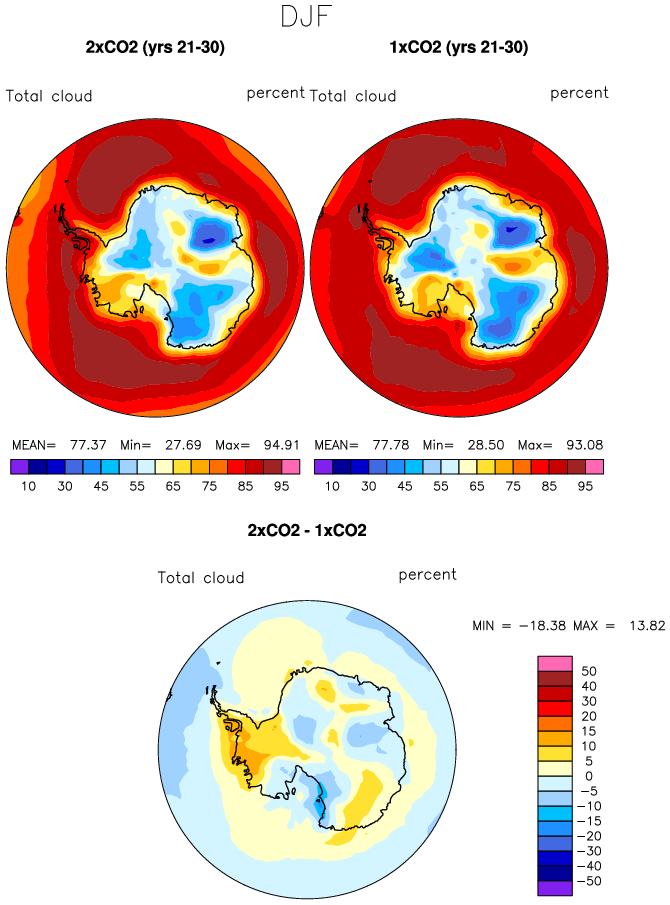 DJF
2xCO2 (yrs 21-30)
1xCO2 (yrs 21-30)
Total cloud percent
Total cloud percent
MEAN= 77.37 Min= 27.69 Max= 94.91
MEAN= 77.78 Min= 28.50 Max= 93.08
10 30 45 55 65 75 85 95
10 30 45 55 65 75 85 95
2xCO2 - 1xCO2
Total cloud percent
MIN = -18.38 MAX = 13.82
50
40
30
20
15
10
5
0
-5
-10
-15
-20
-30
-40
-50